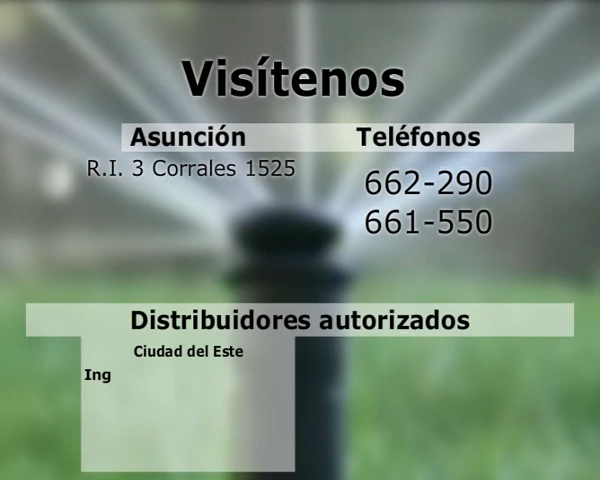 Visítenos
Asunción Teléfonos
R.I. 3 Corrales 1525
662-290
661-550
Distribuidores autorizados
Ciudad del Este
Ing